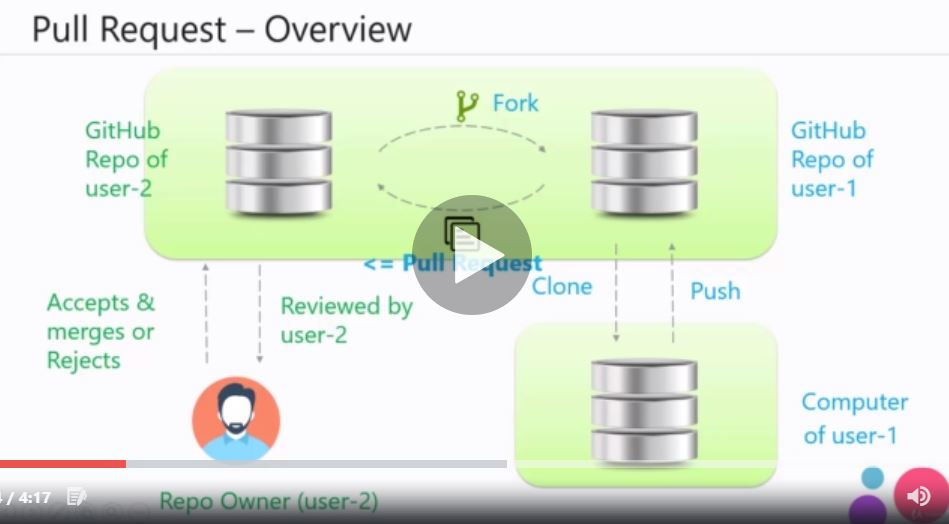 Pull Request – Overview
Fork
GitHub
Repo of
user-2
GitHub
Repo of
user-1
<= Pull Request
Clone
Push
Accepts &
merges or
Rejects
Reviewed by
user-2
Computer
of user-1
/ 4:17
Repo Owner (user-2)